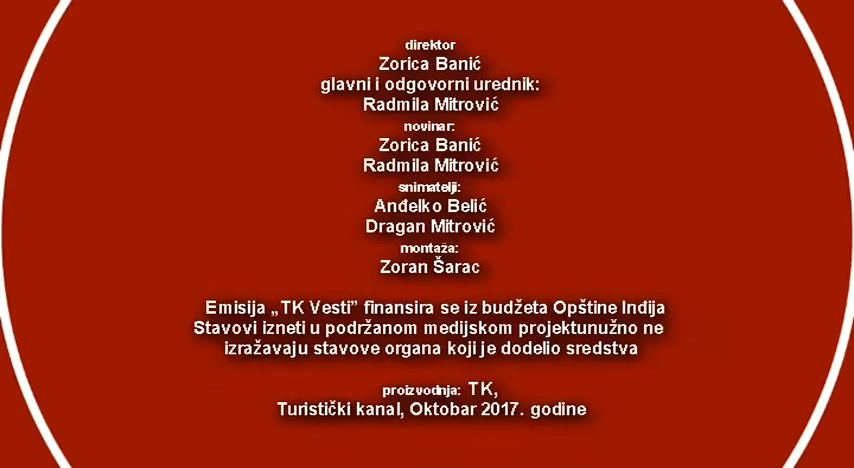 direktor
Zorica Banić
glavni i odgovorni urednik:
Radmila Mitrović
novinar:
Zorica Banić
Radmila Mitrović
snimatelji:
Anđelko Belić
Dragan Mitrović
montaža:
Zoran Šarac
Emisija „TK Vesti” finansira se iz budžeta Opštine Inđija
Stavovi izneti u podržanom medijskom projektunužno ne
izražavaju stavove organa koji je dodelio sredstva
proizvodnja: TK,
Turistički kanal, Oktobar 2017. godine